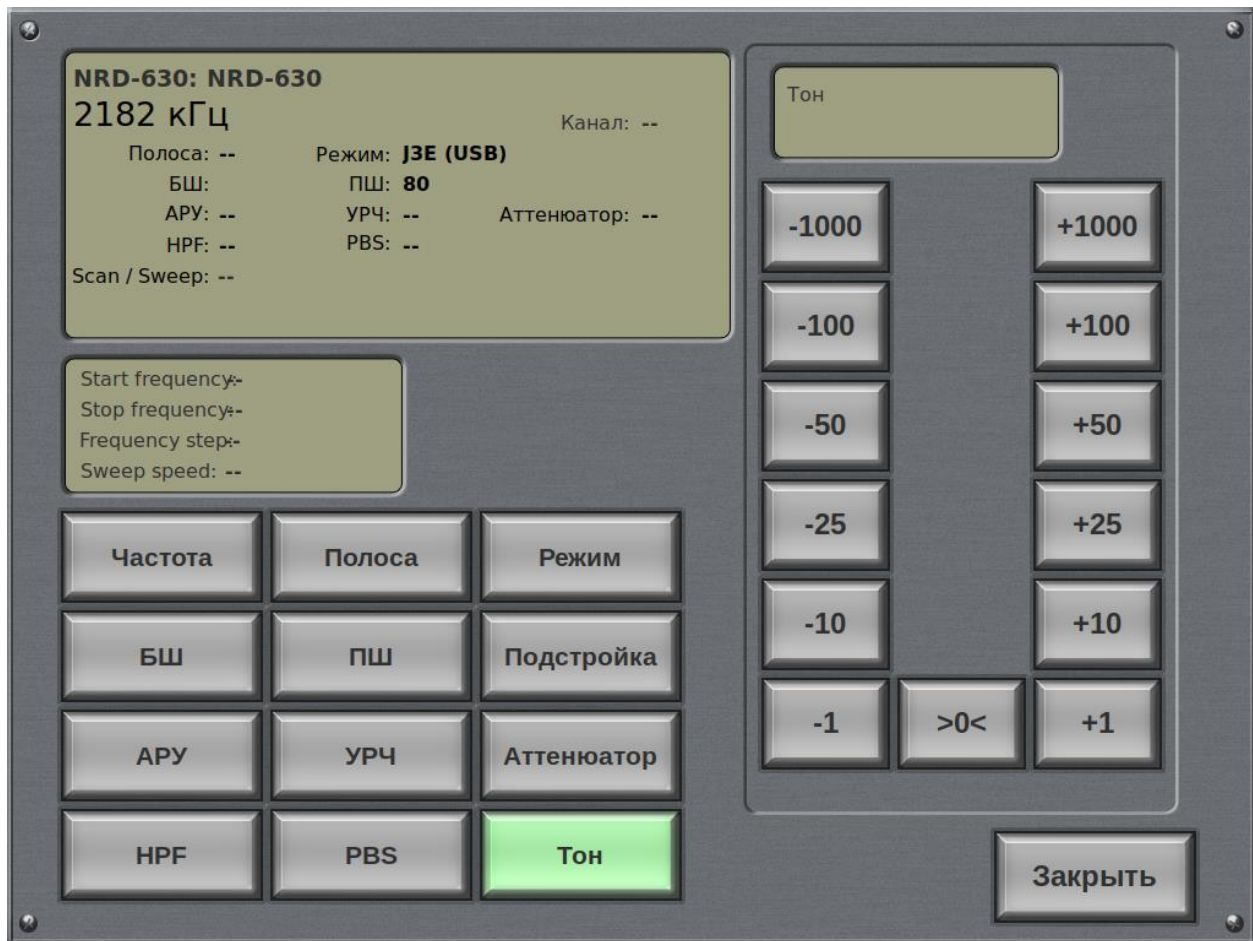 NRD-630: NRD-630
2182 кГц
Канал: --
Полоса: -- Режим: J3E (USB)
БШ: ПШ: 80
АРУ: -- УРЧ: -- Аттенюатор: --
HPF: -- PBS: --
Scan / Sweep: --
Start frequency:--
Stop frequency:--
Frequency step:--
Sweep speed: --
Частота Полоса Режим
БШ ПШ Подстройка
АРУ УРЧ Аттенюатор
HPF PBS Тон
Тон
-1000 +1000
-100 +100
-50 +50
-25 +25
-10 +10
-1 >0< +1
Закрыть